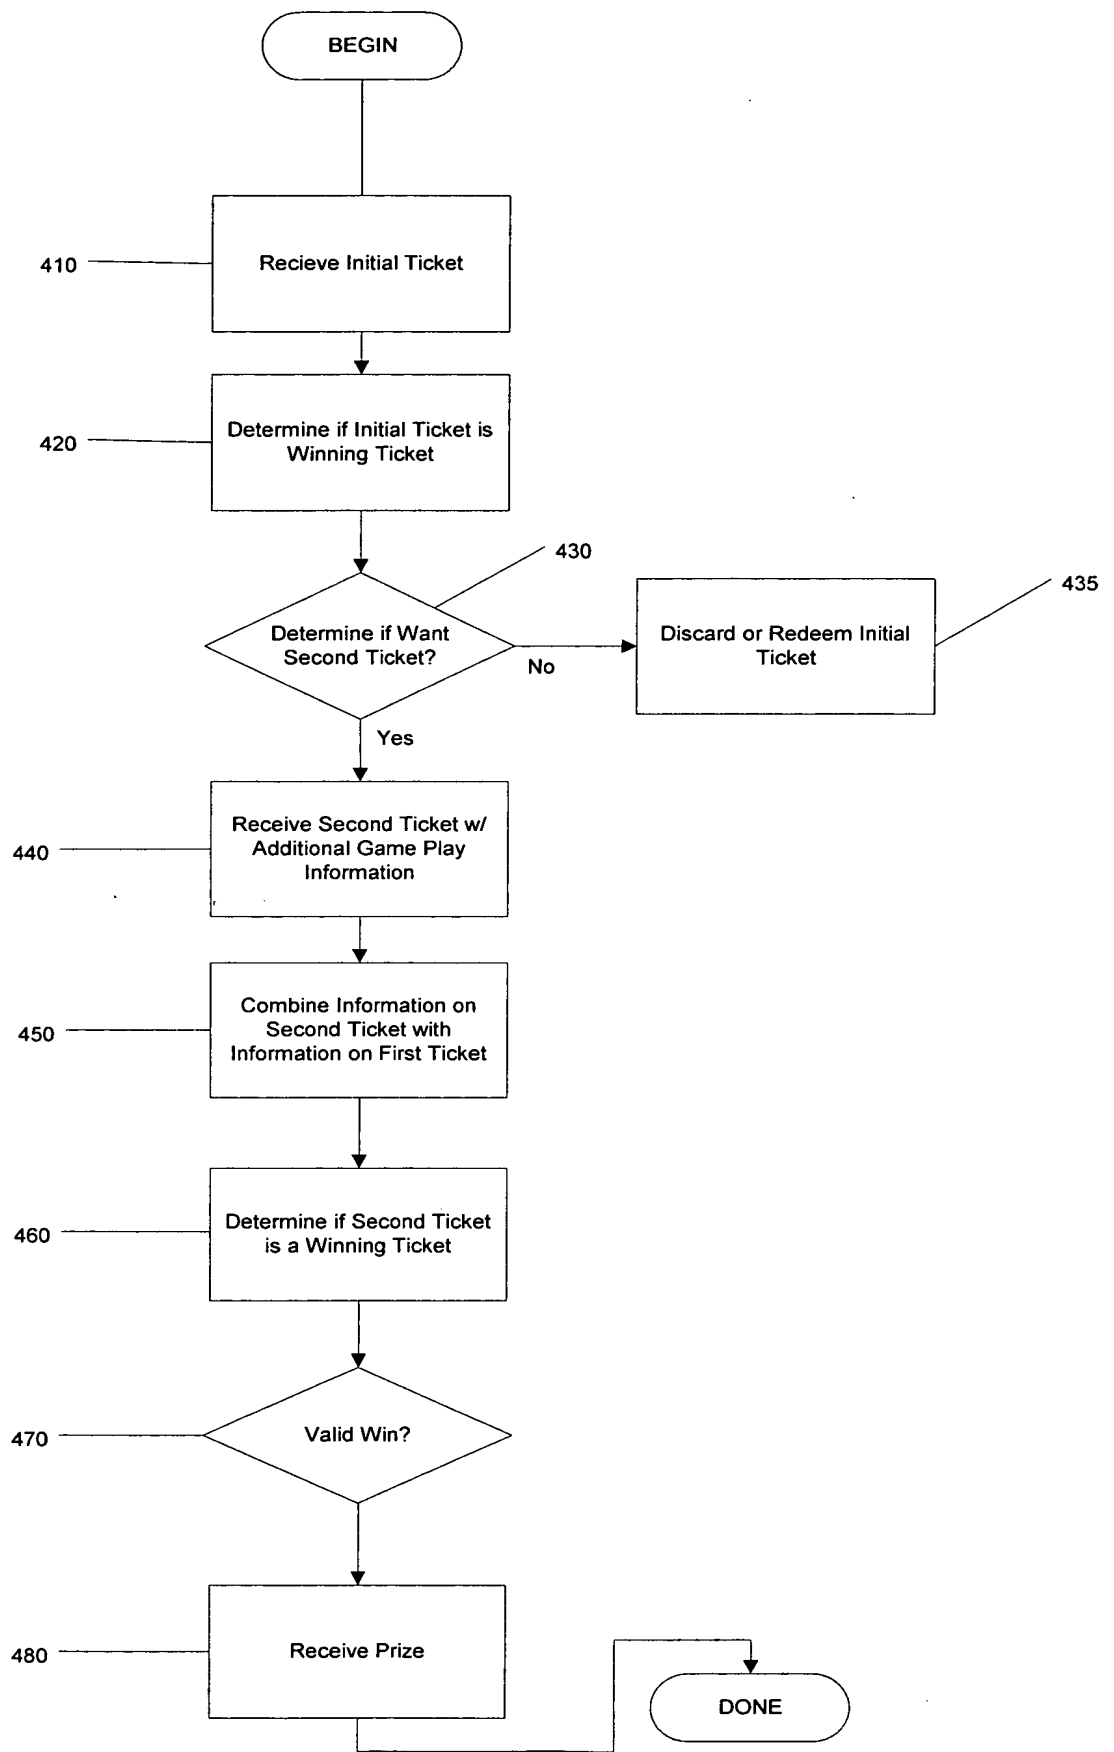 BEGIN
Recieve Initial Ticket
410
Determine if Initial Ticket is
Winning Ticket
420
430
Determine if Want
Second Ticket?
No
Discard or Redeem Initial
Ticket
435
Yes
Receive Second Ticket w/
Additional Game Play
Information
440
Combine Information on
Second Ticket with
Information on First Ticket
450
Determine if Second Ticket
is a Winning Ticket
460
Valid Win?
470
Receive Prize
480
DONE